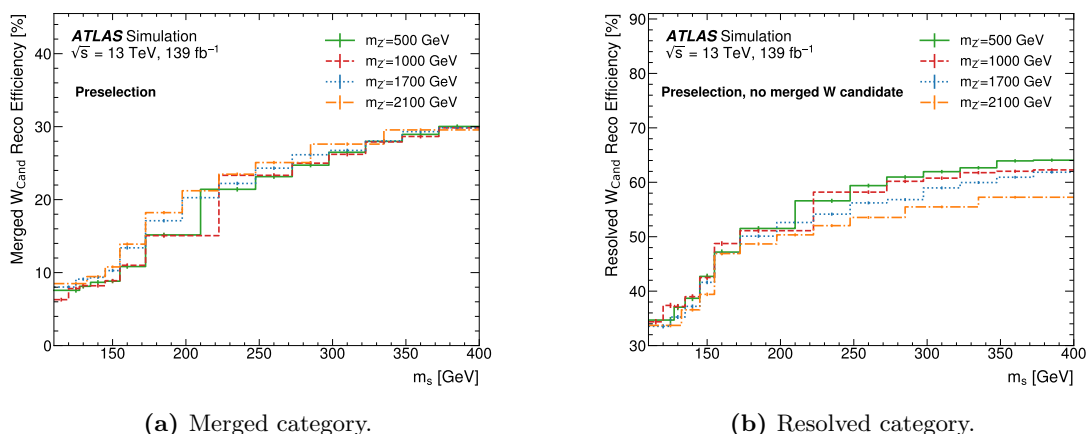 Merged W_Cand Reco Efficiency [%]
40
30
20
10
0
ATLAS Simulation
√s = 13 TeV, 139 fb⁻¹
Preselection
m_Z'=500 GeV
m_Z'=1000 GeV
m_Z'=1700 GeV
m_Z'=2100 GeV
150 200 250 300 350 400
m_s [GeV]
(a) Merged category.
Resolved W_Cand Reco Efficiency [%]
90
80
70
60
50
40
30
ATLAS Simulation
√s = 13 TeV, 139 fb⁻¹
Preselection, no merged W candidate
m_Z'=500 GeV
m_Z'=1000 GeV
m_Z'=1700 GeV
m_Z'=2100 GeV
150 200 250 300 350 400
m_s [GeV]
(b) Resolved category.